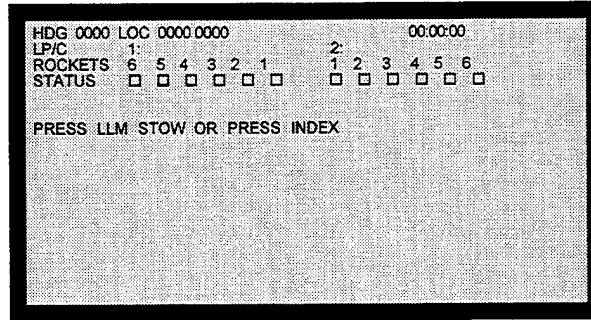 HDG 0000 LOC 0000 0000 00:00:00
LP/C 1: 2:
ROCKETS 6 5 4 3 2 1 1 2 3 4 5 6
STATUS
PRESS LLM STOW OR PRESS INDEX